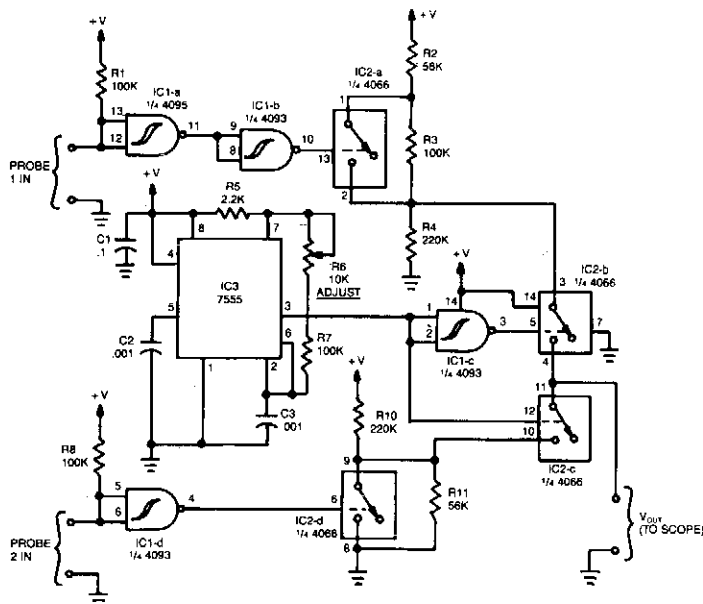 +V
R1
100K
IC1-a
1/4 4095
13
12
11
PROBE
1 IN
IC1-b
1/4 4093
9
8
10
IC2-a
1/4 4066
1
13
2
+V
R2
56K
R3
100K
R4
220K
+V
C1
.1
R5
2.2K
8
7
4
5
IC3
7555
3
6
1
2
R6
10K
ADJUST
R7
100K
C2
.001
C3
.001
+V
14
1
2
3
IC1-c
1/4 4093
IC2-b
1/4 4066
3
14
5
7
4
11
12
10
IC2-c
1/4 4066
+V
R8
100K
5
6
4
IC1-d
1/4 4093
PROBE
2 IN
+V
R10
220K
9
6
8
IC2-d
1/4 4066
R11
56K
VOUT
(TO SCOPE)